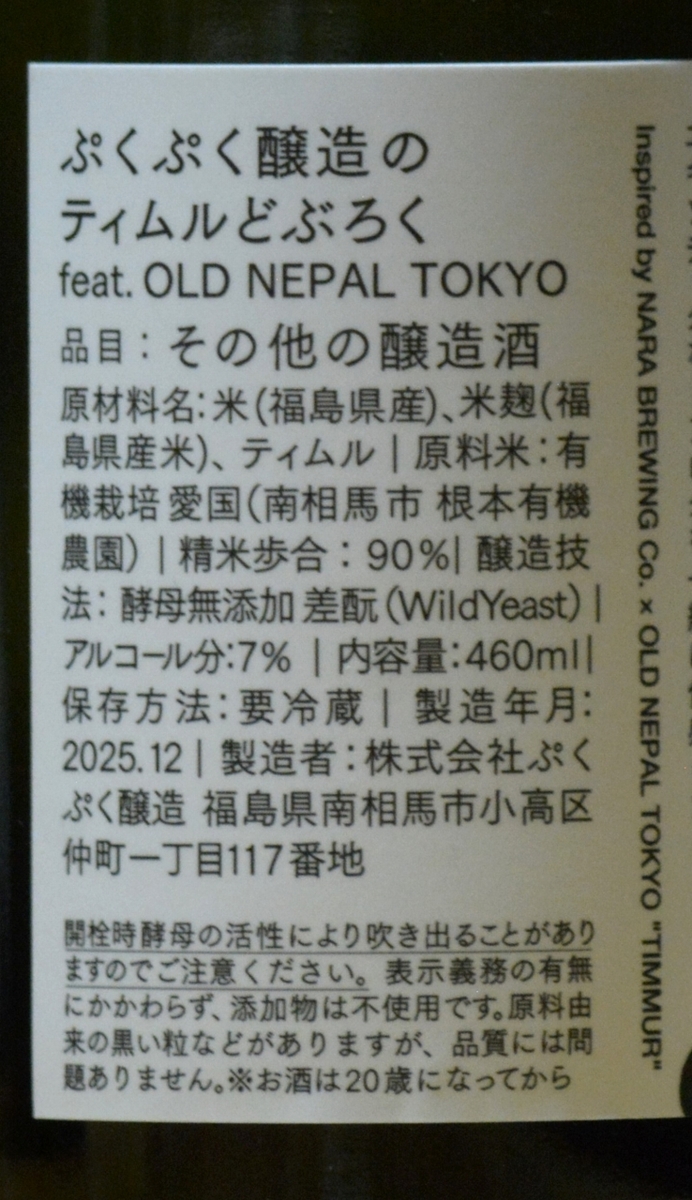 ぷくぷく醸造の
ティムルどぶろく
feat. OLD NEPAL TOKYO
品目：その他の醸造酒
原材料名：米（福島県産）、米麹（福
島県産米）、ティムル｜原料米：有
機栽培 愛国（南相馬市 根本有機
農園）｜精米歩合：90％｜醸造技
法：酵母無添加 差酛（WildYeast）｜
アルコール分：7％｜内容量：460ml｜
保存方法：要冷蔵｜製造年月：
2025.12｜製造者：株式会社ぷく
ぷく醸造 福島県南相馬市小高区
仲町一丁目117番地
開栓時酵母の活性により吹き出ることがあり
ますのでご注意ください。表示義務の有無
にかかわらず、添加物は不使用です。原料由
来の黒い粒などがありますが、品質には問
題ありません。※お酒は20歳になってから
Inspired by NARA BREWING Co. × OLD NEPAL TOKYO "TIMMUR"